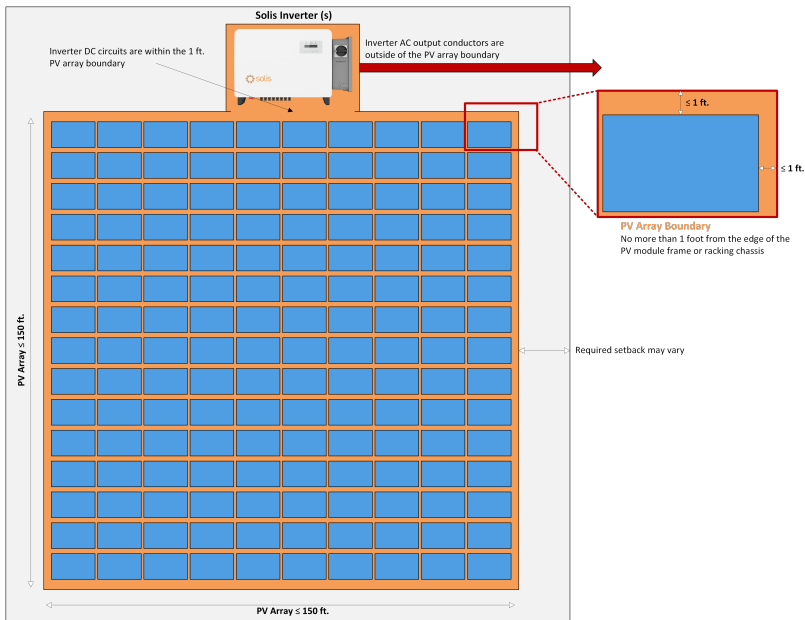 Solis Inverter (s)
Inverter DC circuits are within the 1 ft.
PV array boundary
Inverter AC output conductors are
outside of the PV array boundary
solis
≤ 1 ft.
≤ 1 ft.
PV Array Boundary
No more than 1 foot from the edge of the
PV module frame or racking chassis
PV Array ≤ 150 ft.
Required setback may vary
PV Array ≤ 150 ft.